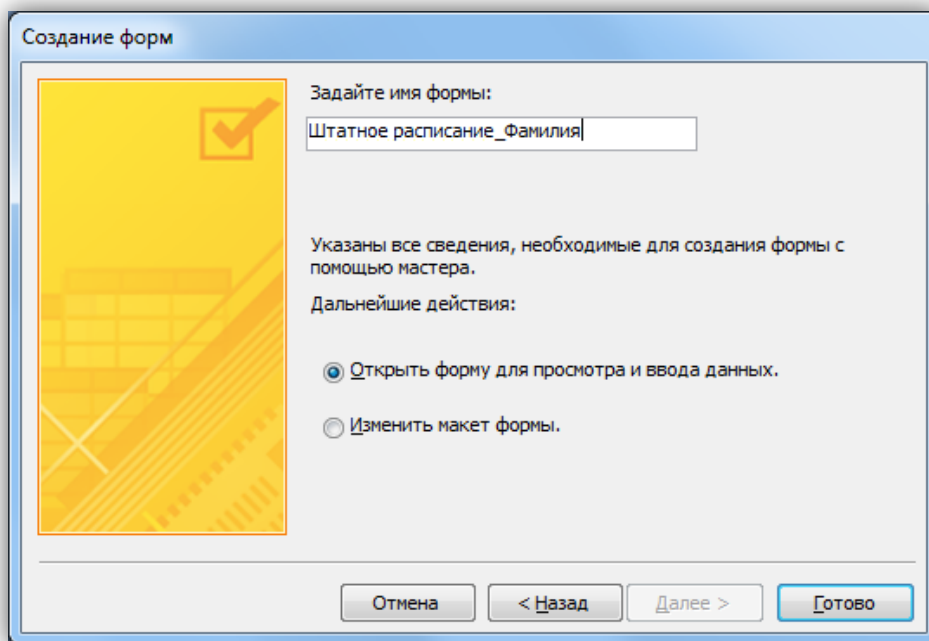 Создание форм
Задайте имя формы:
Штатное расписание_Фамилия
Указаны все сведения, необходимые для создания формы с
помощью мастера.
Дальнейшие действия:
Открыть форму для просмотра и ввода данных.
Изменить макет формы.
Отмена
< Назад
Далее >
Готово